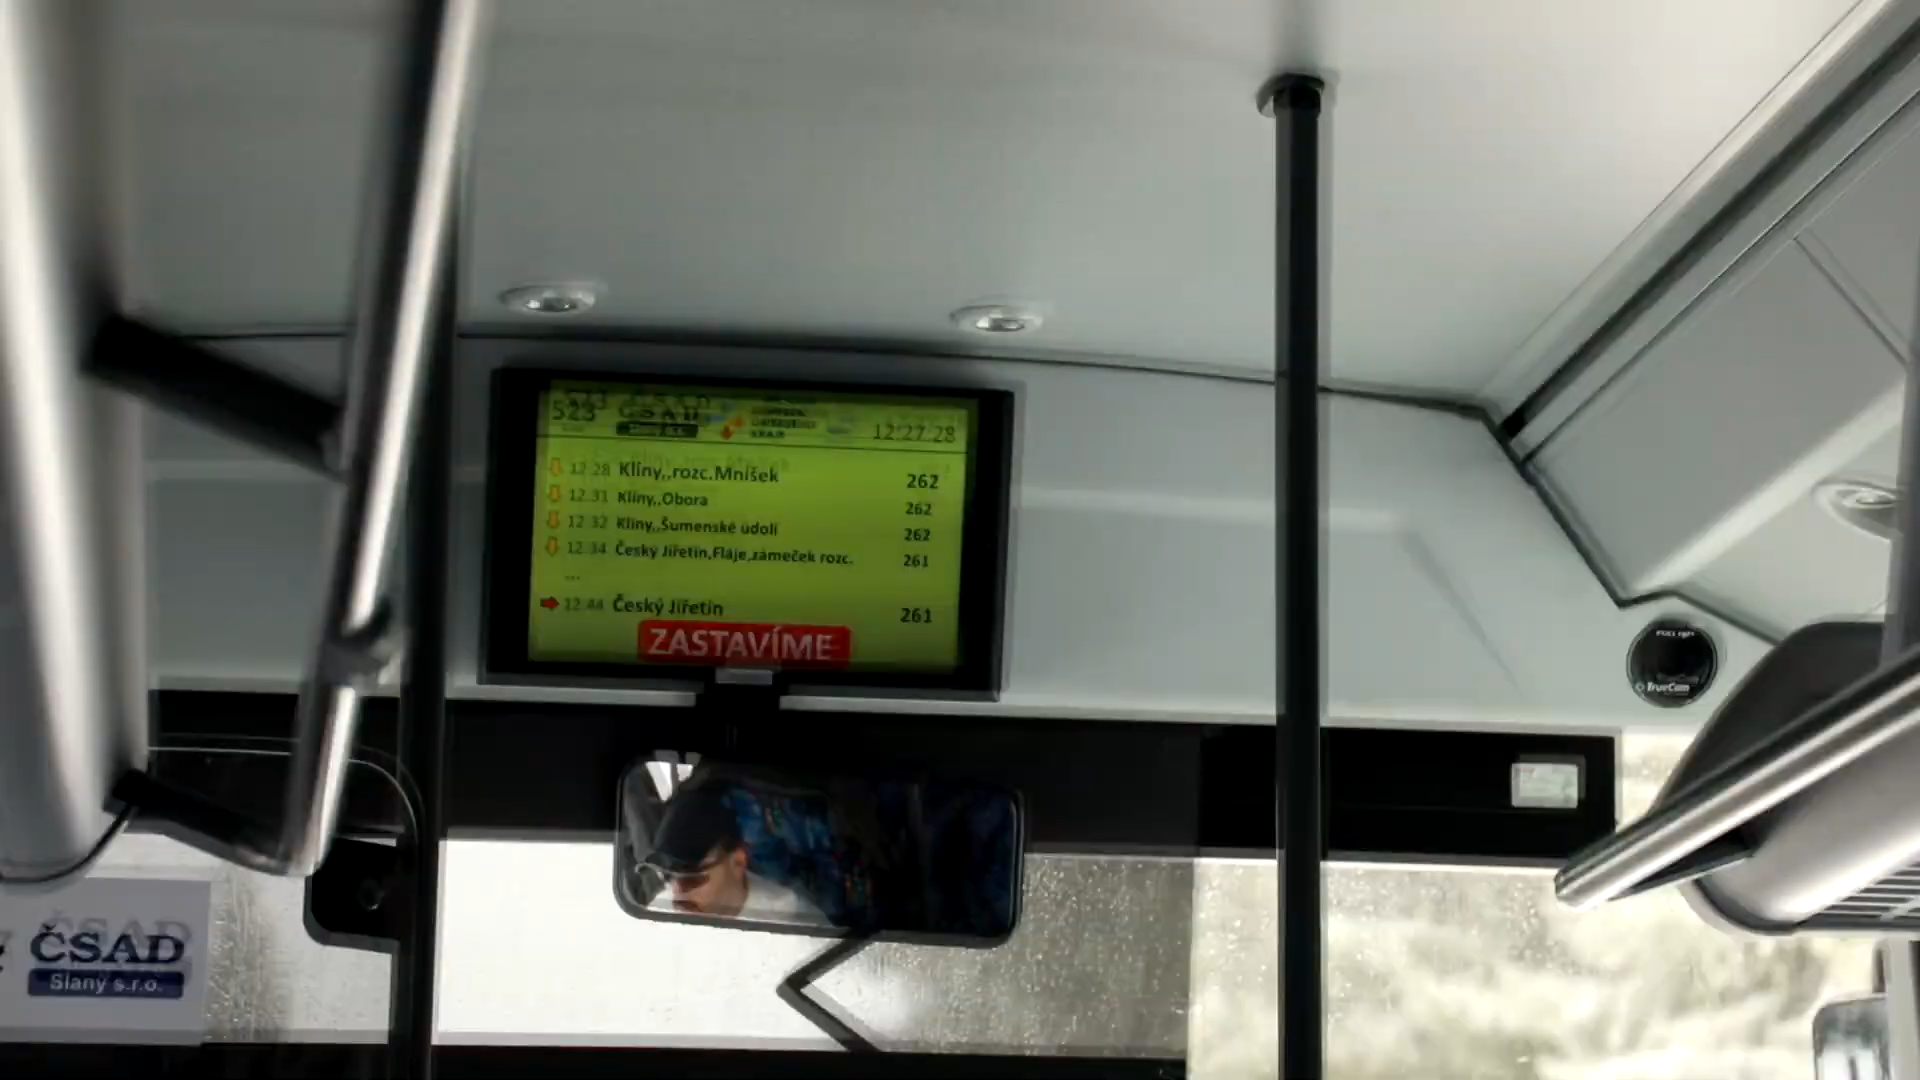 523
ČSAD
12:27:28
12:28 Klíny,,rozc.Mníšek 262
12:31 Klíny,,Obora 262
12:32 Klíny,,Šumenské údolí 262
12:34 Český Jiřetín,Fláje,zámeček rozc. 261
...
12:44 Český Jiřetín 261
ZASTAVÍME
TrueCam
ČSAD
Slaný s.r.o.